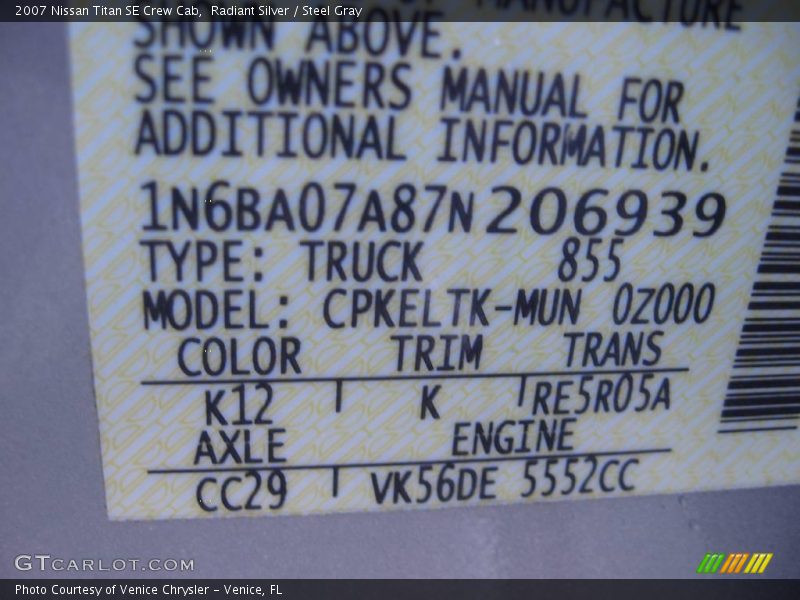 2007 Nissan Titan SE Crew Cab,  Radiant Silver / Steel Gray
MANUFACTURE
SHOWN ABOVE.
SEE OWNERS MANUAL FOR
ADDITIONAL INFORMATION.
1N6BA07A87N206939
TYPE: TRUCK 855
MODEL: CPKELTK-MUN 0Z000
COLOR TRIM TRANS
K12 K RE5R05A
AXLE ENGINE
CC29 VK56DE 5552CC
GTCARLOT.COM
Photo Courtesy of Venice Chrysler – Venice, FL